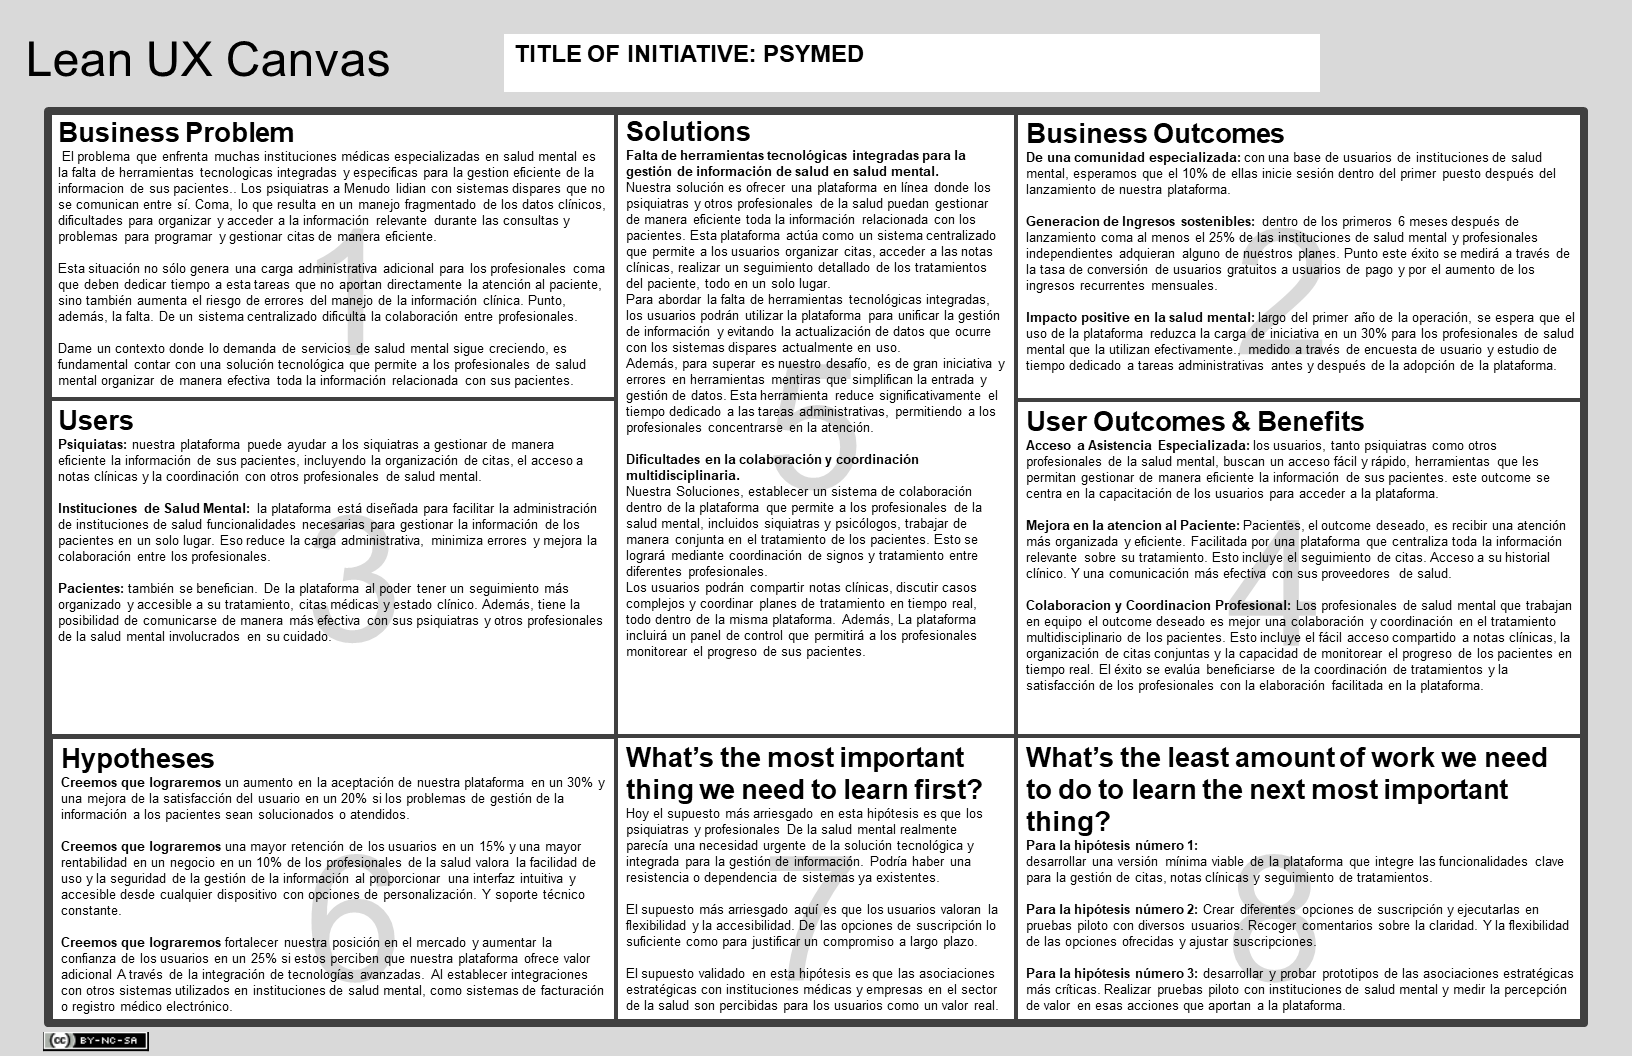 Lean UX Canvas
TITLE OF INITIATIVE: PSYMED
Business Problem
El problema que enfrenta muchas instituciones médicas especializadas en salud mental es
la falta de herramientas tecnologicas integradas y especificas para la gestion eficiente de la
informacion de sus pacientes.. Los psiquiatras a Menudo lidian con sistemas dispares que no
se comunican entre sí. Coma, lo que resulta en un manejo fragmentado de los datos clínicos,
dificultades para organizar y acceder a la información relevante durante las consultas y
problemas para programar y gestionar citas de manera eficiente.
1
Esta situación no sólo genera una carga administrativa adicional para los profesionales coma
que deben dedicar tiempo a esta tareas que no aportan directamente la atención al paciente,
sino también aumenta el riesgo de errores del manejo de la información clínica. Punto,
además, la falta. De un sistema centralizado dificulta la colaboración entre profesionales.
Dame un contexto donde lo demanda de servicios de salud mental sigue creciendo, es
fundamental contar con una solución tecnológica que permite a los profesionales de salud
mental organizar de manera efectiva toda la información relacionada con sus pacientes.
Users
Psiquiatas: nuestra plataforma puede ayudar a los siquiatras a gestionar de manera
eficiente la información de sus pacientes, incluyendo la organización de citas, el acceso a
notas clínicas y la coordinación con otros profesionales de salud mental.
Instituciones de Salud Mental: la plataforma está diseñada para facilitar la administración
de instituciones de salud funcionalidades necesarias para gestionar la información de los
pacientes en un solo lugar. Eso reduce la carga administrativa, minimiza errores y mejora la
colaboración entre los profesionales.
3
Pacientes: también se benefician. De la plataforma al poder tener un seguimiento más
organizado y accesible a su tratamiento, citas médicas y estado clínico. Además, tiene la
posibilidad de comunicarse de manera más efectiva con sus psiquiatras y otros profesionales
de la salud mental involucrados en su cuidado.
Solutions
Falta de herramientas tecnológicas integradas para la
gestión de información de salud en salud mental.
Nuestra solución es ofrecer una plataforma en línea donde los
psiquiatras y otros profesionales de la salud puedan gestionar
de manera eficiente toda la información relacionada con los
pacientes. Esta plataforma actúa como un sistema centralizado
que permite a los usuarios organizar citas, acceder a las notas
clínicas, realizar un seguimiento detallado de los tratamientos
del paciente, todo en un solo lugar.
Para abordar la falta de herramientas tecnológicas integradas,
los usuarios podrán utilizar la plataforma para unificar la gestión
de información y evitando la actualización de datos que ocurre
con los sistemas dispares actualmente en uso.
Además, para superar es nuestro desafío, es de gran iniciativa y
errores en herramientas mentiras que simplifican la entrada y
gestión de datos. Esta herramienta reduce significativamente el
tiempo dedicado a las tareas administrativas, permitiendo a los
profesionales concentrarse en la atención.
5
Dificultades en la colaboración y coordinación
multidisciplinaria.
Nuestra Soluciones, establecer un sistema de colaboración
dentro de la plataforma que permite a los profesionales de la
salud mental, incluidos siquiatras y psicólogos, trabajar de
manera conjunta en el tratamiento de los pacientes. Esto se
logrará mediante coordinación de signos y tratamiento entre
diferentes profesionales.
Los usuarios podrán compartir notas clínicas, discutir casos
complejos y coordinar planes de tratamiento en tiempo real,
todo dentro de la misma plataforma. Además, La plataforma
incluirá un panel de control que permitirá a los profesionales
monitorear el progreso de sus pacientes.
Business Outcomes
De una comunidad especializada: con una base de usuarios de instituciones de salud
mental, esperamos que el 10% de ellas inicie sesión dentro del primer puesto después del
lanzamiento de nuestra plataforma.
Generacion de Ingresos sostenibles: dentro de los primeros 6 meses después de
lanzamiento coma al menos el 25% de las instituciones de salud mental y profesionales
independientes adquieran alguno de nuestros planes. Punto este éxito se medirá a través de
la tasa de conversión de usuarios gratuitos a usuarios de pago y por el aumento de los
ingresos recurrentes mensuales.
2
Impacto positive en la salud mental: largo del primer año de la operación, se espera que el
uso de la plataforma reduzca la carga de iniciativa en un 30% para los profesionales de salud
mental que la utilizan efectivamente., medido a través de encuesta de usuario y estudio de
tiempo dedicado a tareas administrativas antes y después de la adopción de la plataforma.
User Outcomes & Benefits
Acceso a Asistencia Especializada: los usuarios, tanto psiquiatras como otros
profesionales de la salud mental, buscan un acceso fácil y rápido, herramientas que les
permitan gestionar de manera eficiente la información de sus pacientes. este outcome se
centra en la capacitación de los usuarios para acceder a la plataforma.
Mejora en la atencion al Paciente: Pacientes, el outcome deseado, es recibir una atención
más organizada y eficiente. Facilitada por una plataforma que centraliza toda la información
relevante sobre su tratamiento. Esto incluye el seguimiento de citas. Acceso a su historial
clínico. Y una comunicación más efectiva con sus proveedores de salud.
4
Colaboracion y Coordinacion Profesional: Los profesionales de salud mental que trabajan
en equipo el outcome deseado es mejor una colaboración y coordinación en el tratamiento
multidisciplinario de los pacientes. Esto incluye el fácil acceso compartido a notas clínicas, la
organización de citas conjuntas y la capacidad de monitorear el progreso de los pacientes en
tiempo real. El éxito se evalúa beneficiarse de la coordinación de tratamientos y la
satisfacción de los profesionales con la elaboración facilitada en la plataforma.
Hypotheses
Creemos que lograremos un aumento en la aceptación de nuestra plataforma en un 30% y
una mejora de la satisfacción del usuario en un 20% si los problemas de gestión de la
información a los pacientes sean solucionados o atendidos.
Creemos que lograremos una mayor retención de los usuarios en un 15% y una mayor
rentabilidad en un negocio en un 10% de los profesionales de la salud valora la facilidad de
uso y la seguridad de la gestión de la información al proporcionar una interfaz intuitiva y
accesible desde cualquier dispositivo con opciones de personalización. Y soporte técnico
constante.
6
Creemos que lograremos fortalecer nuestra posición en el mercado y aumentar la
confianza de los usuarios en un 25% si estos perciben que nuestra plataforma ofrece valor
adicional A través de la integración de tecnologías avanzadas. Al establecer integraciones
con otros sistemas utilizados en instituciones de salud mental, como sistemas de facturación
o registro médico electrónico.
What's the most important
thing we need to learn first?
Hoy el supuesto más arriesgado en esta hipótesis es que los
psiquiatras y profesionales De la salud mental realmente
parecía una necesidad urgente de la solución tecnológica y
integrada para la gestión de información. Podría haber una
resistencia o dependencia de sistemas ya existentes.
7
El supuesto más arriesgado aquí es que los usuarios valoran la
flexibilidad y la accesibilidad. De las opciones de suscripción lo
suficiente como para justificar un compromiso a largo plazo.
El supuesto validado en esta hipótesis es que las asociaciones
estratégicas con instituciones médicas y empresas en el sector
de la salud son percibidas para los usuarios como un valor real.
What's the least amount of work we need
to do to learn the next most important
thing?
Para la hipótesis número 1:
desarrollar una versión mínima viable de la plataforma que integre las funcionalidades clave
para la gestión de citas, notas clínicas y seguimiento de tratamientos.
8
Para la hipótesis número 2: Crear diferentes opciones de suscripción y ejecutarlas en
pruebas piloto con diversos usuarios. Recoger comentarios sobre la claridad. Y la flexibilidad
de las opciones ofrecidas y ajustar suscripciones.
Para la hipótesis número 3: desarrollar y probar prototipos de las asociaciones estratégicas
más críticas. Realizar pruebas piloto con instituciones de salud mental y medir la percepción
de valor en esas acciones que aportan a la plataforma.
cc BY-NC-SA